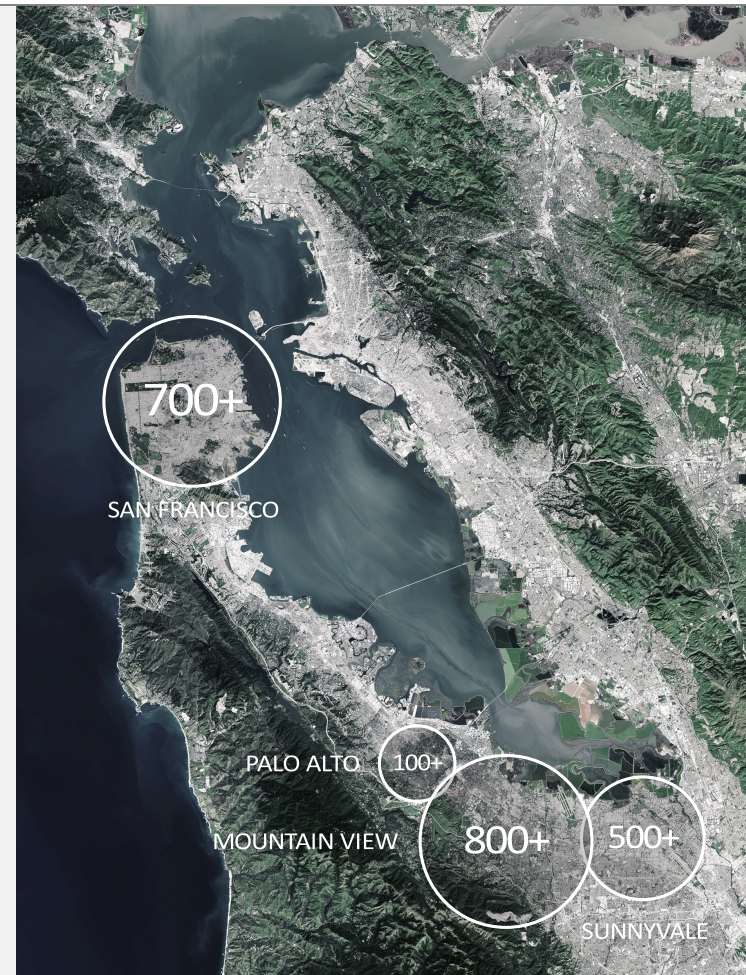 700+
SAN FRANCISCO
PALO ALTO
100+
MOUNTAIN VIEW
800+
500+
SUNNYVALE